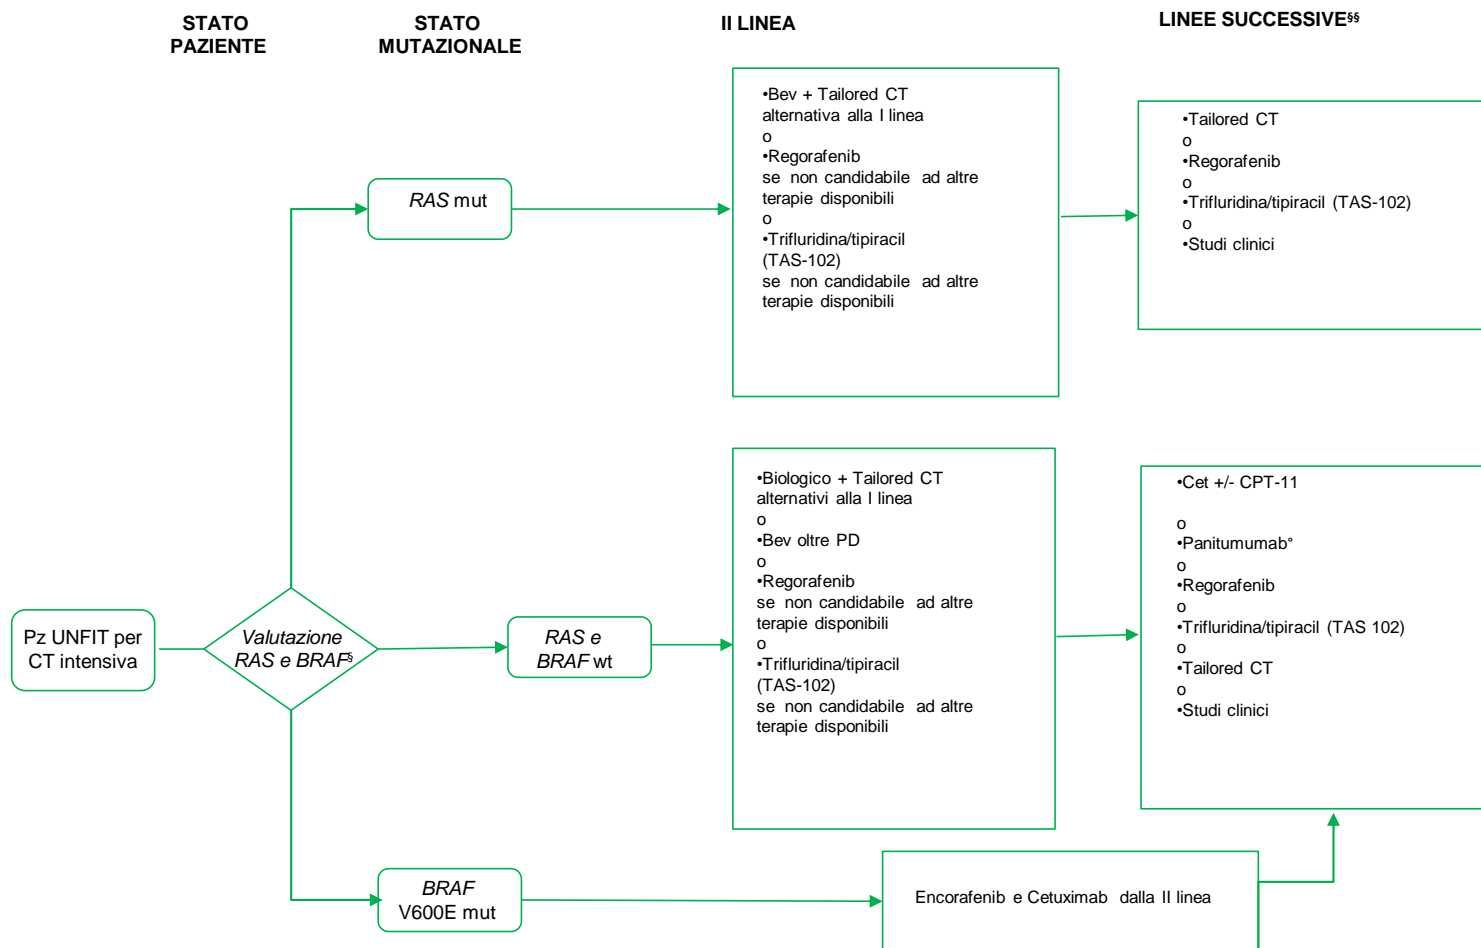 STATO
PAZIENTE
STATO
MUTAZIONALE
II LINEA
LINEE SUCCESSIVE§§
•Bev + Tailored CT
alternativa alla I linea
o
•Regorafenib
se non candidabile ad altre
terapie disponibili
o
•Trifluridina/tipiracil
(TAS-102)
se non candidabile ad altre
terapie disponibili
•Tailored CT
o
•Regorafenib
o
•Trifluridina/tipiracil (TAS-102)
o
•Studi clinici
RAS mut
•Biologico + Tailored CT
alternativi alla I linea
o
•Bev oltre PD
o
•Regorafenib
se non candidabile ad altre
terapie disponibili
o
•Trifluridina/tipiracil
(TAS-102)
se non candidabile ad altre
terapie disponibili
•Cet +/- CPT-11
o
•Panitumumab°
o
•Regorafenib
o
•Trifluridina/tipiracil (TAS 102)
o
•Tailored CT
o
•Studi clinici
Pz UNFIT per
CT intensiva
Valutazione
RAS e BRAF§
RAS e
BRAF wt
BRAF
V600E mut
Encorafenib e Cetuximab dalla II linea